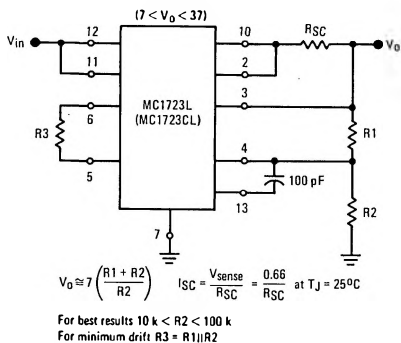 (7 < V₀ < 37)
12
10
RSC
Vin
V₀
11
2
MC1723L
(MC1723CL)
6
3
R3
R1
5
4
100 pF
13
R2
7
V₀ ≅ 7 (R1 + R2 / R2) ISC = Vsense / RSC = 0.66 / RSC at TJ = 25°C
For best results 10 k < R2 < 100 k
For minimum drift R3 = R1||R2